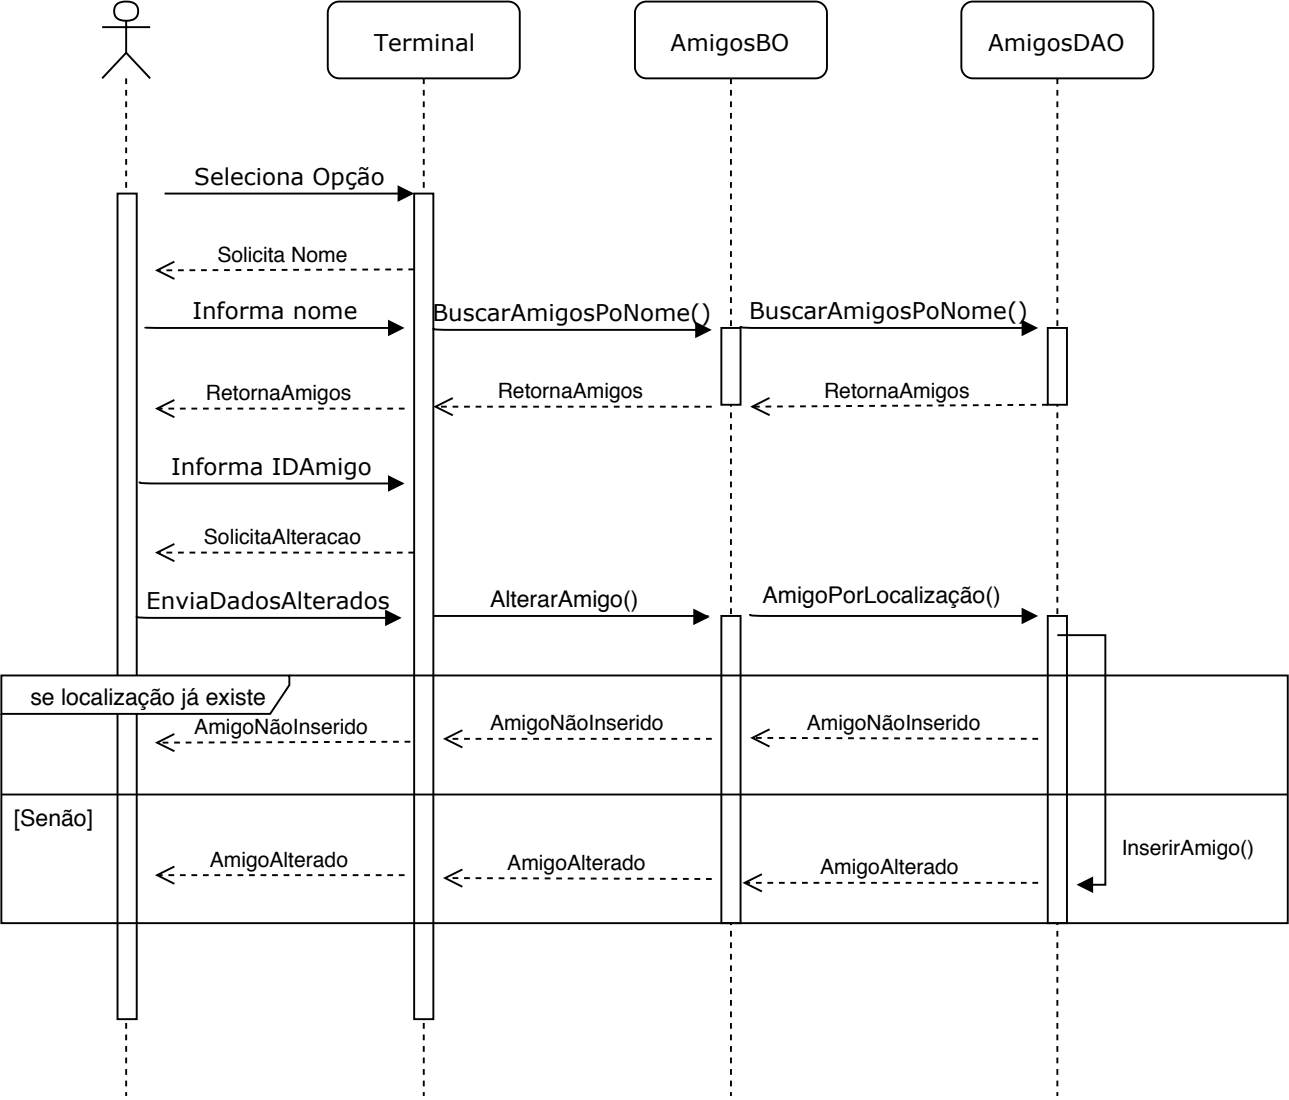 Terminal
AmigosBO
AmigosDAO
Seleciona Opção
Solicita Nome
Informa nome
BuscarAmigosPoNome()
BuscarAmigosPoNome()
RetornaAmigos
RetornaAmigos
RetornaAmigos
Informa IDAmigo
SolicitaAlteracao
EnviaDadosAlterados
AlterarAmigo()
AmigoPorLocalização()
se localização já existe
AmigoNãoInserido
AmigoNãoInserido
AmigoNãoInserido
[Senão]
AmigoAlterado
AmigoAlterado
AmigoAlterado
InserirAmigo()